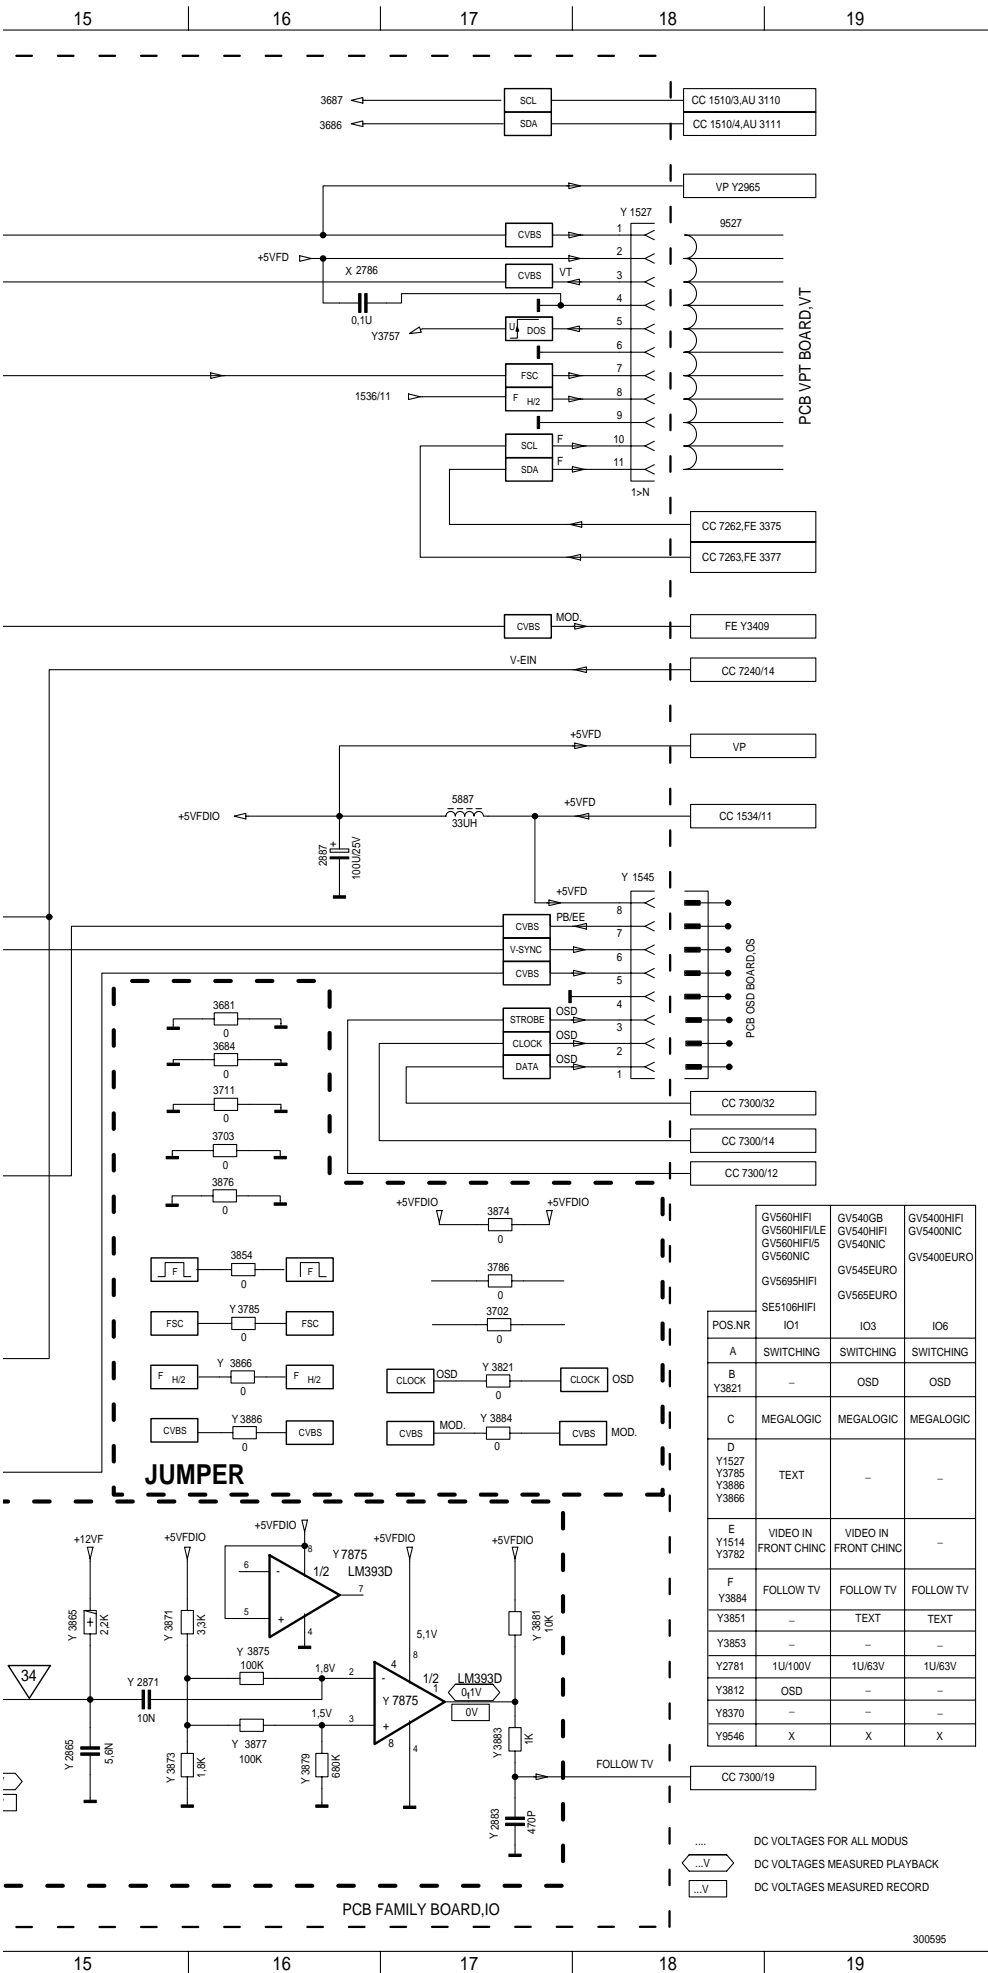 15 16 17 18 19
3687 SCL CC 1510/3,AU 3110
3686 SDA CC 1510/4,AU 3111
VP Y2965
Y 1527 9527
CVBS 1
+5VFD 2
X 2786 CVBS VT 3
0,1U 4
Y3757 U DOS 5
6
FSC 7
1536/11 F H/2 8
9
SCL F 10
SDA F 11
1>N
PCB VPT BOARD,VT
CC 7262,FE 3375
CC 7263,FE 3377
CVBS MOD. FE Y3409
V-EIN CC 7240/14
+5VFD VP
+5VFDIO 5887 33UH +5VFD CC 1534/11
2887 + 100U/25V
Y 1545
+5VFD 8
CVBS PB/EE 7
V-SYNC 6
CVBS 5
4
STROBE OSD 3
CLOCK OSD 2
DATA OSD 1
PCB OSD BOARD,OS
CC 7300/32
CC 7300/14
CC 7300/12
3681
0
3684
0
3711
0
3703
0
3876
0
+5VFDIO 3874 +5VFDIO
0
F 3854 F
0
3786
0
FSC Y 3785 FSC
0
3702
0
F H/2 Y 3866 F H/2
0
CLOCK OSD Y 3821 CLOCK OSD
0
CVBS Y 3886 CVBS
0
CVBS MOD. Y 3884 CVBS MOD.
0
JUMPER
GV560HIFI GV540GB GV5400HIFI
GV560HIFI/LE GV540HIFI GV5400NIC
GV560HIFI/5 GV540NIC
GV560NIC GV5400EURO
GV545EURO
GV5695HIFI
GV565EURO
SE5106HIFI
POS.NR IO1 IO3 IO6
A SWITCHING SWITCHING SWITCHING
B
Y3821 – OSD OSD
C MEGALOGIC MEGALOGIC MEGALOGIC
D
Y1527
Y3785 TEXT – –
Y3886
Y3866
E VIDEO IN VIDEO IN
Y1514 FRONT CHINC FRONT CHINC –
Y3782
F
Y3884 FOLLOW TV FOLLOW TV FOLLOW TV
Y3851 – TEXT TEXT
Y3853 – – –
Y2781 1U/100V 1U/63V 1U/63V
Y3812 OSD – –
Y8370 – – –
Y9546 X X X
+12VF +5VFDIO +5VFDIO +5VFDIO +5VFDIO
8
Y 7875
1/2 LM393D
6 - 7
5 +
4
Y 3865 + 2,2K
Y 3871 3,3K
Y 3881 10K
5,1V
8
Y 3875
100K
1,8V 2 - 4
1/2 LM393D
34
Y 2871
10N
Y 7875 1 0,1V
0V
1,5V 3 + 8 4
Y 3877
100K
Y 2865 5,6N
Y 3873 1,8K
Y 3879 680K
Y 3883 1K
FOLLOW TV CC 7300/19
Y 2883 470P
.... DC VOLTAGES FOR ALL MODUS
...V DC VOLTAGES MEASURED PLAYBACK
...V DC VOLTAGES MEASURED RECORD
PCB FAMILY BOARD,IO
300595
15 16 17 18 19